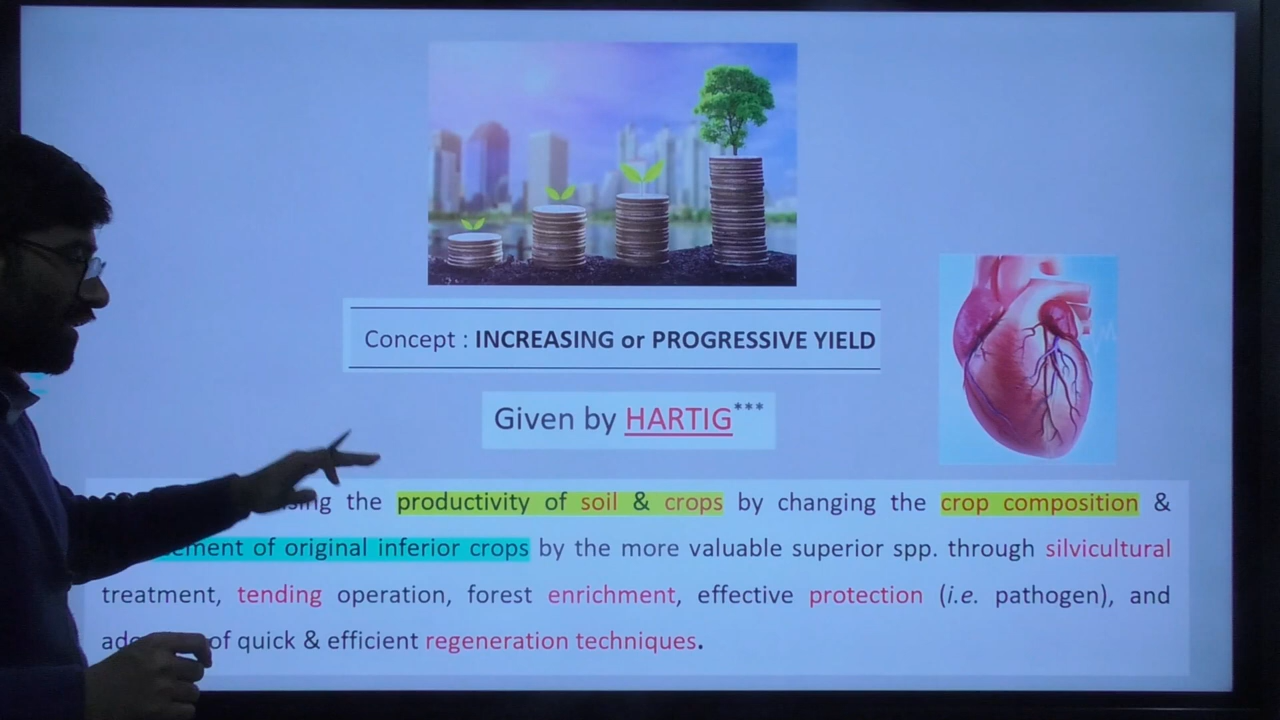 Concept : INCREASING or PROGRESSIVE YIELD
Given by HARTIG***
the productivity of soil & crops by changing the crop composition &
of original inferior crops by the more valuable superior spp. through silvicultural
treatment, tending operation, forest enrichment, effective protection (i.e. pathogen), and
of quick & efficient regeneration techniques.